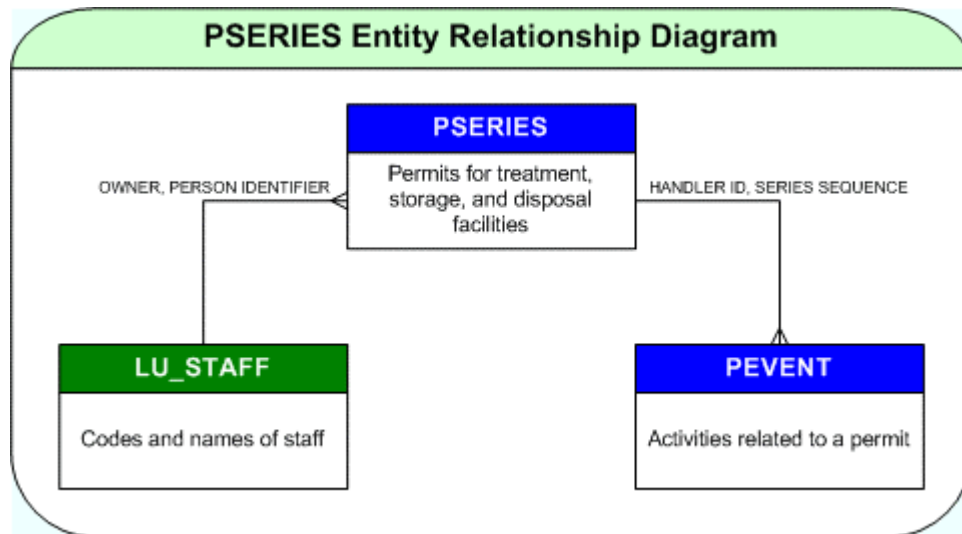 PSERIES Entity Relationship Diagram
PSERIES
Permits for treatment,
storage, and disposal
facilities
OWNER, PERSON IDENTIFIER
HANDLER ID, SERIES SEQUENCE
LU_STAFF
Codes and names of staff
PEVENT
Activities related to a permit